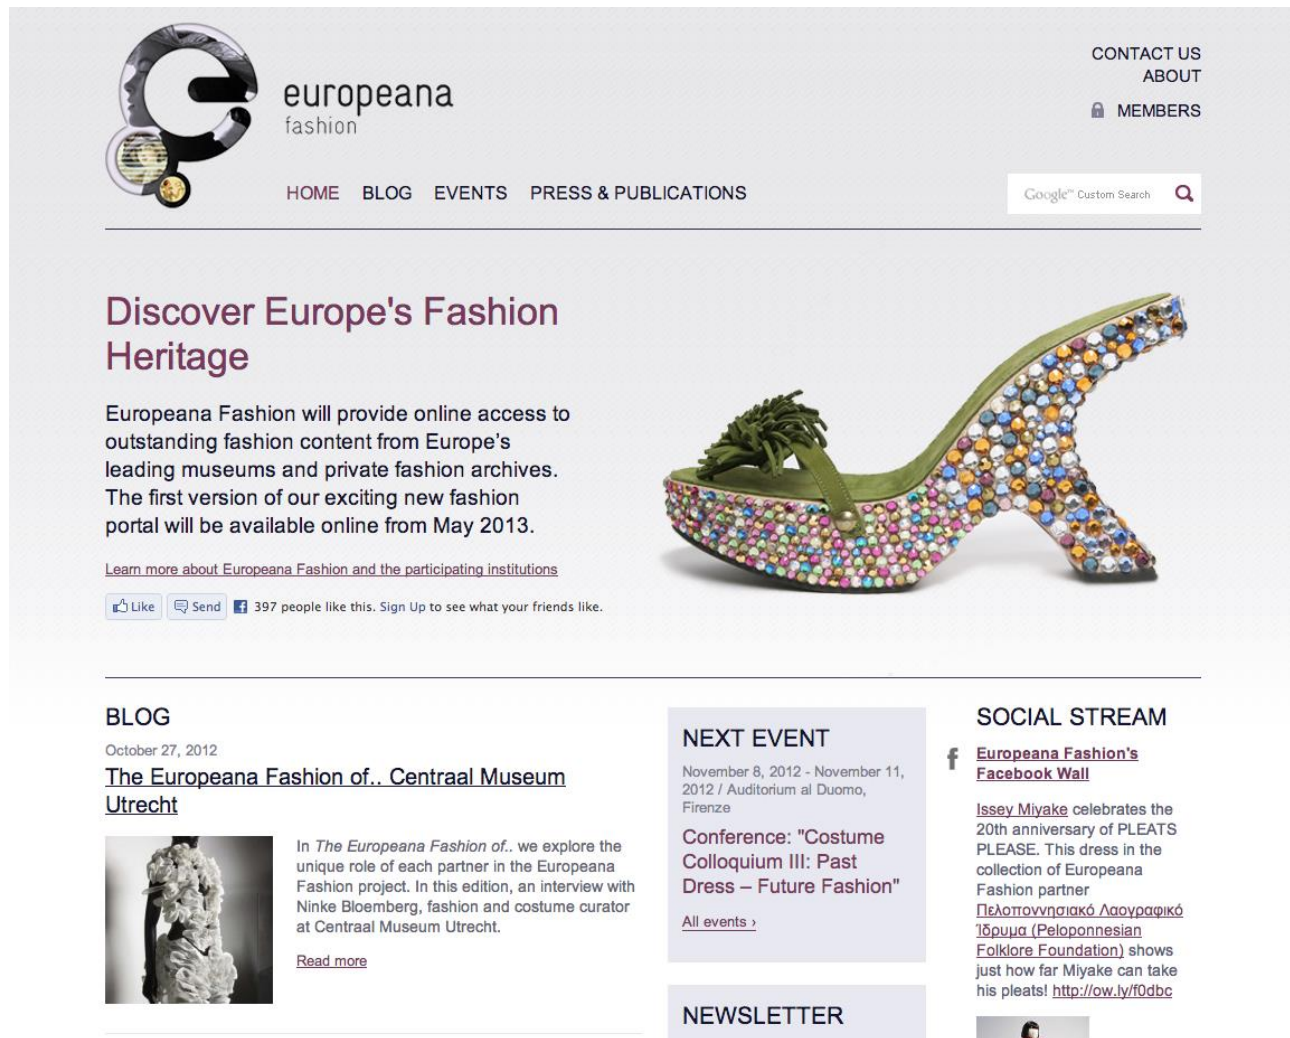 europeana
fashion
CONTACT US
ABOUT
MEMBERS
HOME BLOG EVENTS PRESS & PUBLICATIONS
Google™ Custom Search
Discover Europe's Fashion
Heritage
Europeana Fashion will provide online access to
outstanding fashion content from Europe's
leading museums and private fashion archives.
The first version of our exciting new fashion
portal will be available online from May 2013.
Learn more about Europeana Fashion and the participating institutions
Like Send f 397 people like this. Sign Up to see what your friends like.
BLOG
October 27, 2012
The Europeana Fashion of.. Centraal Museum
Utrecht
In The Europeana Fashion of.. we explore the
unique role of each partner in the Europeana
Fashion project. In this edition, an interview with
Ninke Bloemberg, fashion and costume curator
at Centraal Museum Utrecht.
Read more
NEXT EVENT
November 8, 2012 - November 11,
2012 / Auditorium al Duomo,
Firenze
Conference: "Costume
Colloquium III: Past
Dress – Future Fashion"
All events ›
NEWSLETTER
SOCIAL STREAM
f Europeana Fashion's
Facebook Wall
Issey Miyake celebrates the
20th anniversary of PLEATS
PLEASE. This dress in the
collection of Europeana
Fashion partner
Πελοποννησιακό Λαογραφικό
Ίδρυμα (Peloponnesian
Folklore Foundation) shows
just how far Miyake can take
his pleats! http://ow.ly/f0dbc